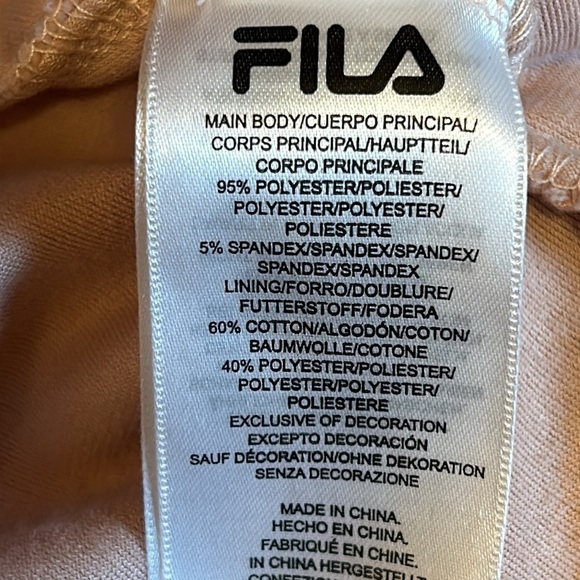 FILA
MAIN BODY/CUERPO PRINCIPAL/
CORPS PRINCIPAL/HAUPTTEIL/
CORPO PRINCIPALE
95% POLYESTER/POLIESTER/
POLYESTER/POLYESTER/
POLIESTERE
5% SPANDEX/SPANDEX/SPANDEX/
SPANDEX/SPANDEX
LINING/FORRO/DOUBLURE/
FUTTERSTOFF/FODERA
60% COTTON/ALGODÓN/COTON/
BAUMWOLLE/COTONE
40% POLYESTER/POLIESTER/
POLYESTER/POLYESTER/
POLIESTERE
EXCLUSIVE OF DECORATION
EXCEPTO DECORACIÓN
SAUF DÉCORATION/OHNE DEKORATION
SENZA DECORAZIONE
MADE IN CHINA.
HECHO EN CHINA.
FABRIQUÉ EN CHINE.
IN CHINA HERGESTELLT